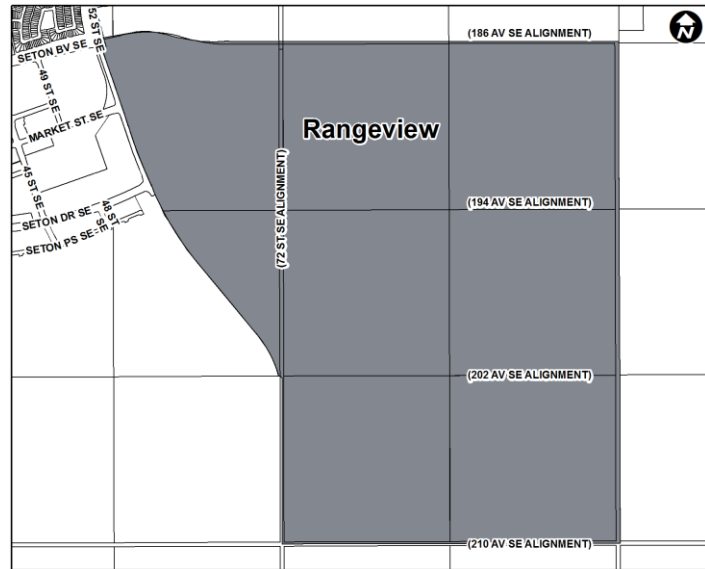 (186 AV SE ALIGNMENT)
N
52 ST SE
SETON BV SE
49 ST SE
MARKET ST SE
Rangeview
45 ST SE
(72 ST SE ALIGNMENT)
(194 AV SE ALIGNMENT)
SETON DR SE
48 ST SE
SETON PS SE
(202 AV SE ALIGNMENT)
(210 AV SE ALIGNMENT)